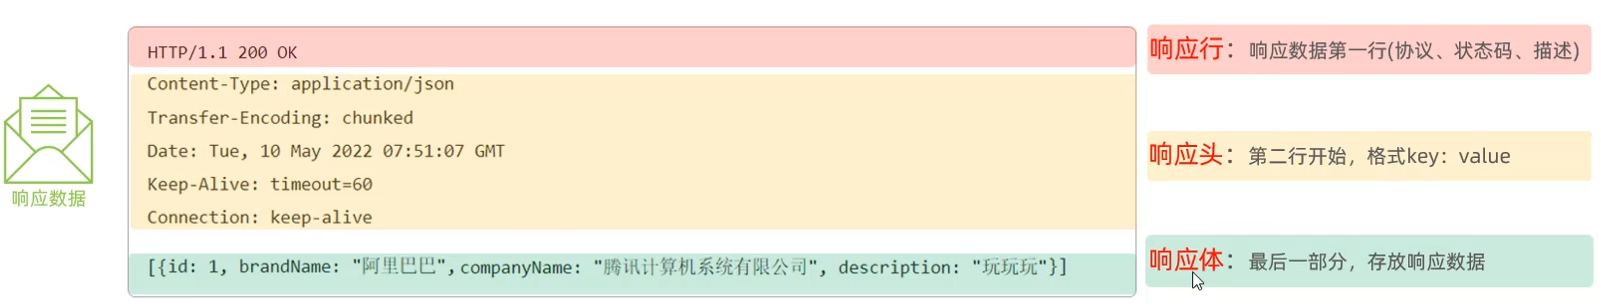 HTTP/1.1 200 OK
响应行：响应数据第一行(协议、状态码、描述)
Content-Type: application/json
Transfer-Encoding: chunked
Date: Tue, 10 May 2022 07:51:07 GMT
Keep-Alive: timeout=60
Connection: keep-alive
响应头：第二行开始，格式key：value
响应数据
[{id: 1, brandName: "阿里巴巴",companyName: "腾讯计算机系统有限公司", description: "玩玩玩"}]
响应体：最后一部分，存放响应数据